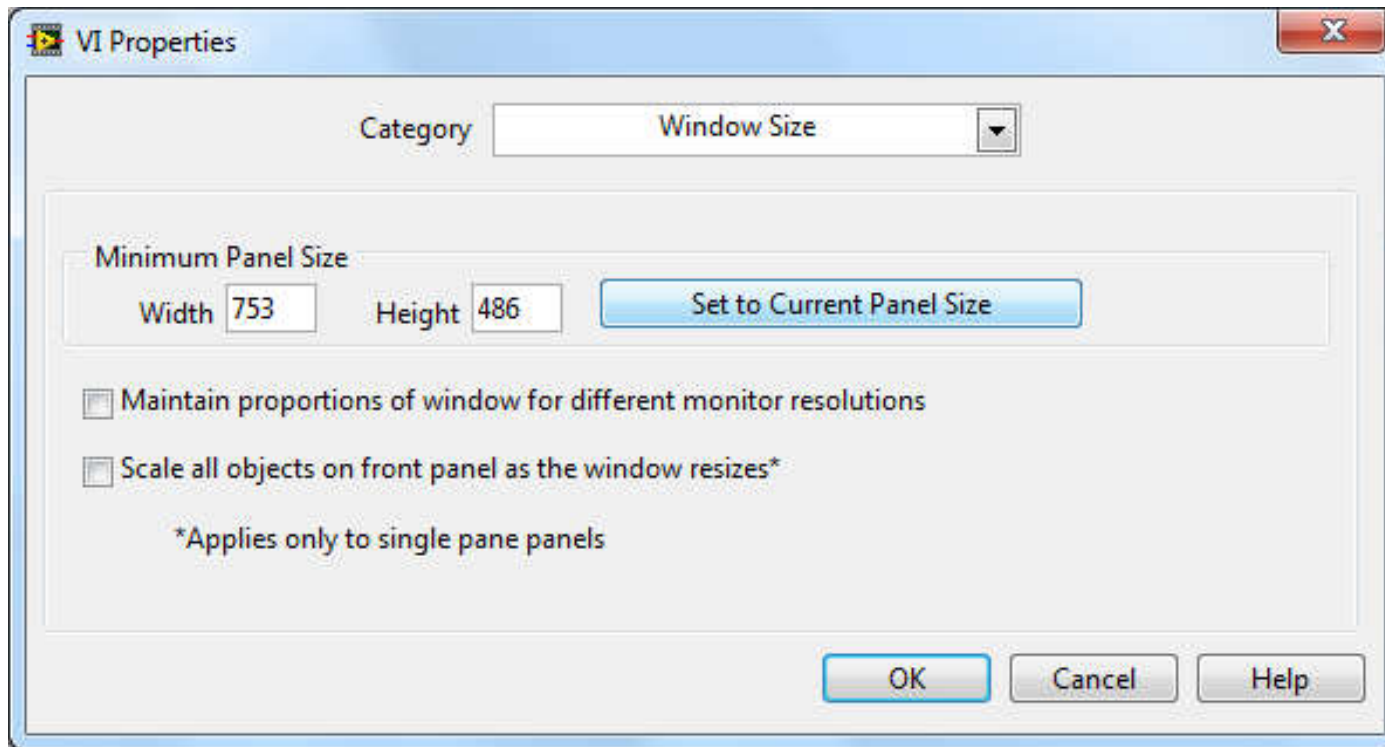 VI Properties
Category Window Size
Minimum Panel Size
Width 753 Height 486 Set to Current Panel Size
Maintain proportions of window for different monitor resolutions
Scale all objects on front panel as the window resizes*
*Applies only to single pane panels
OK Cancel Help